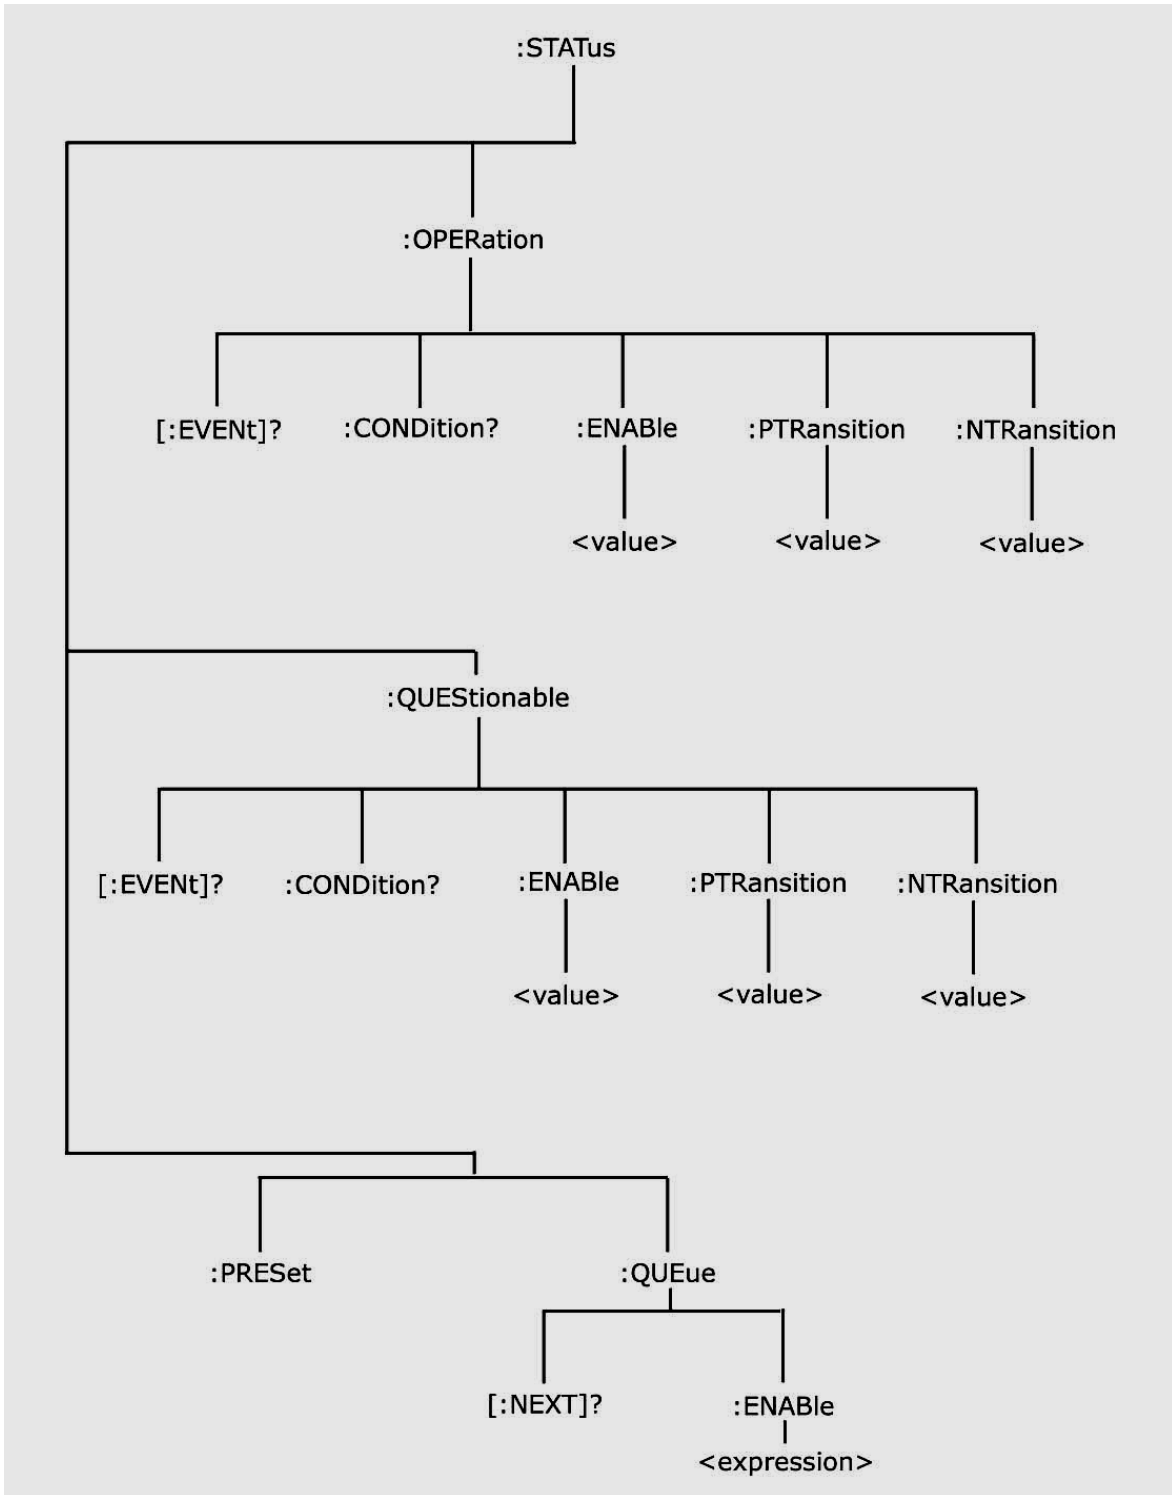 :STATus
:OPERation
[:EVENt]? :CONDition? :ENABle :PTRansition :NTRansition
<value> <value> <value>
:QUEStionable
[:EVENt]? :CONDition? :ENABle :PTRansition :NTRansition
<value> <value> <value>
:PRESet :QUEue
[:NEXT]? :ENABle
<expression>